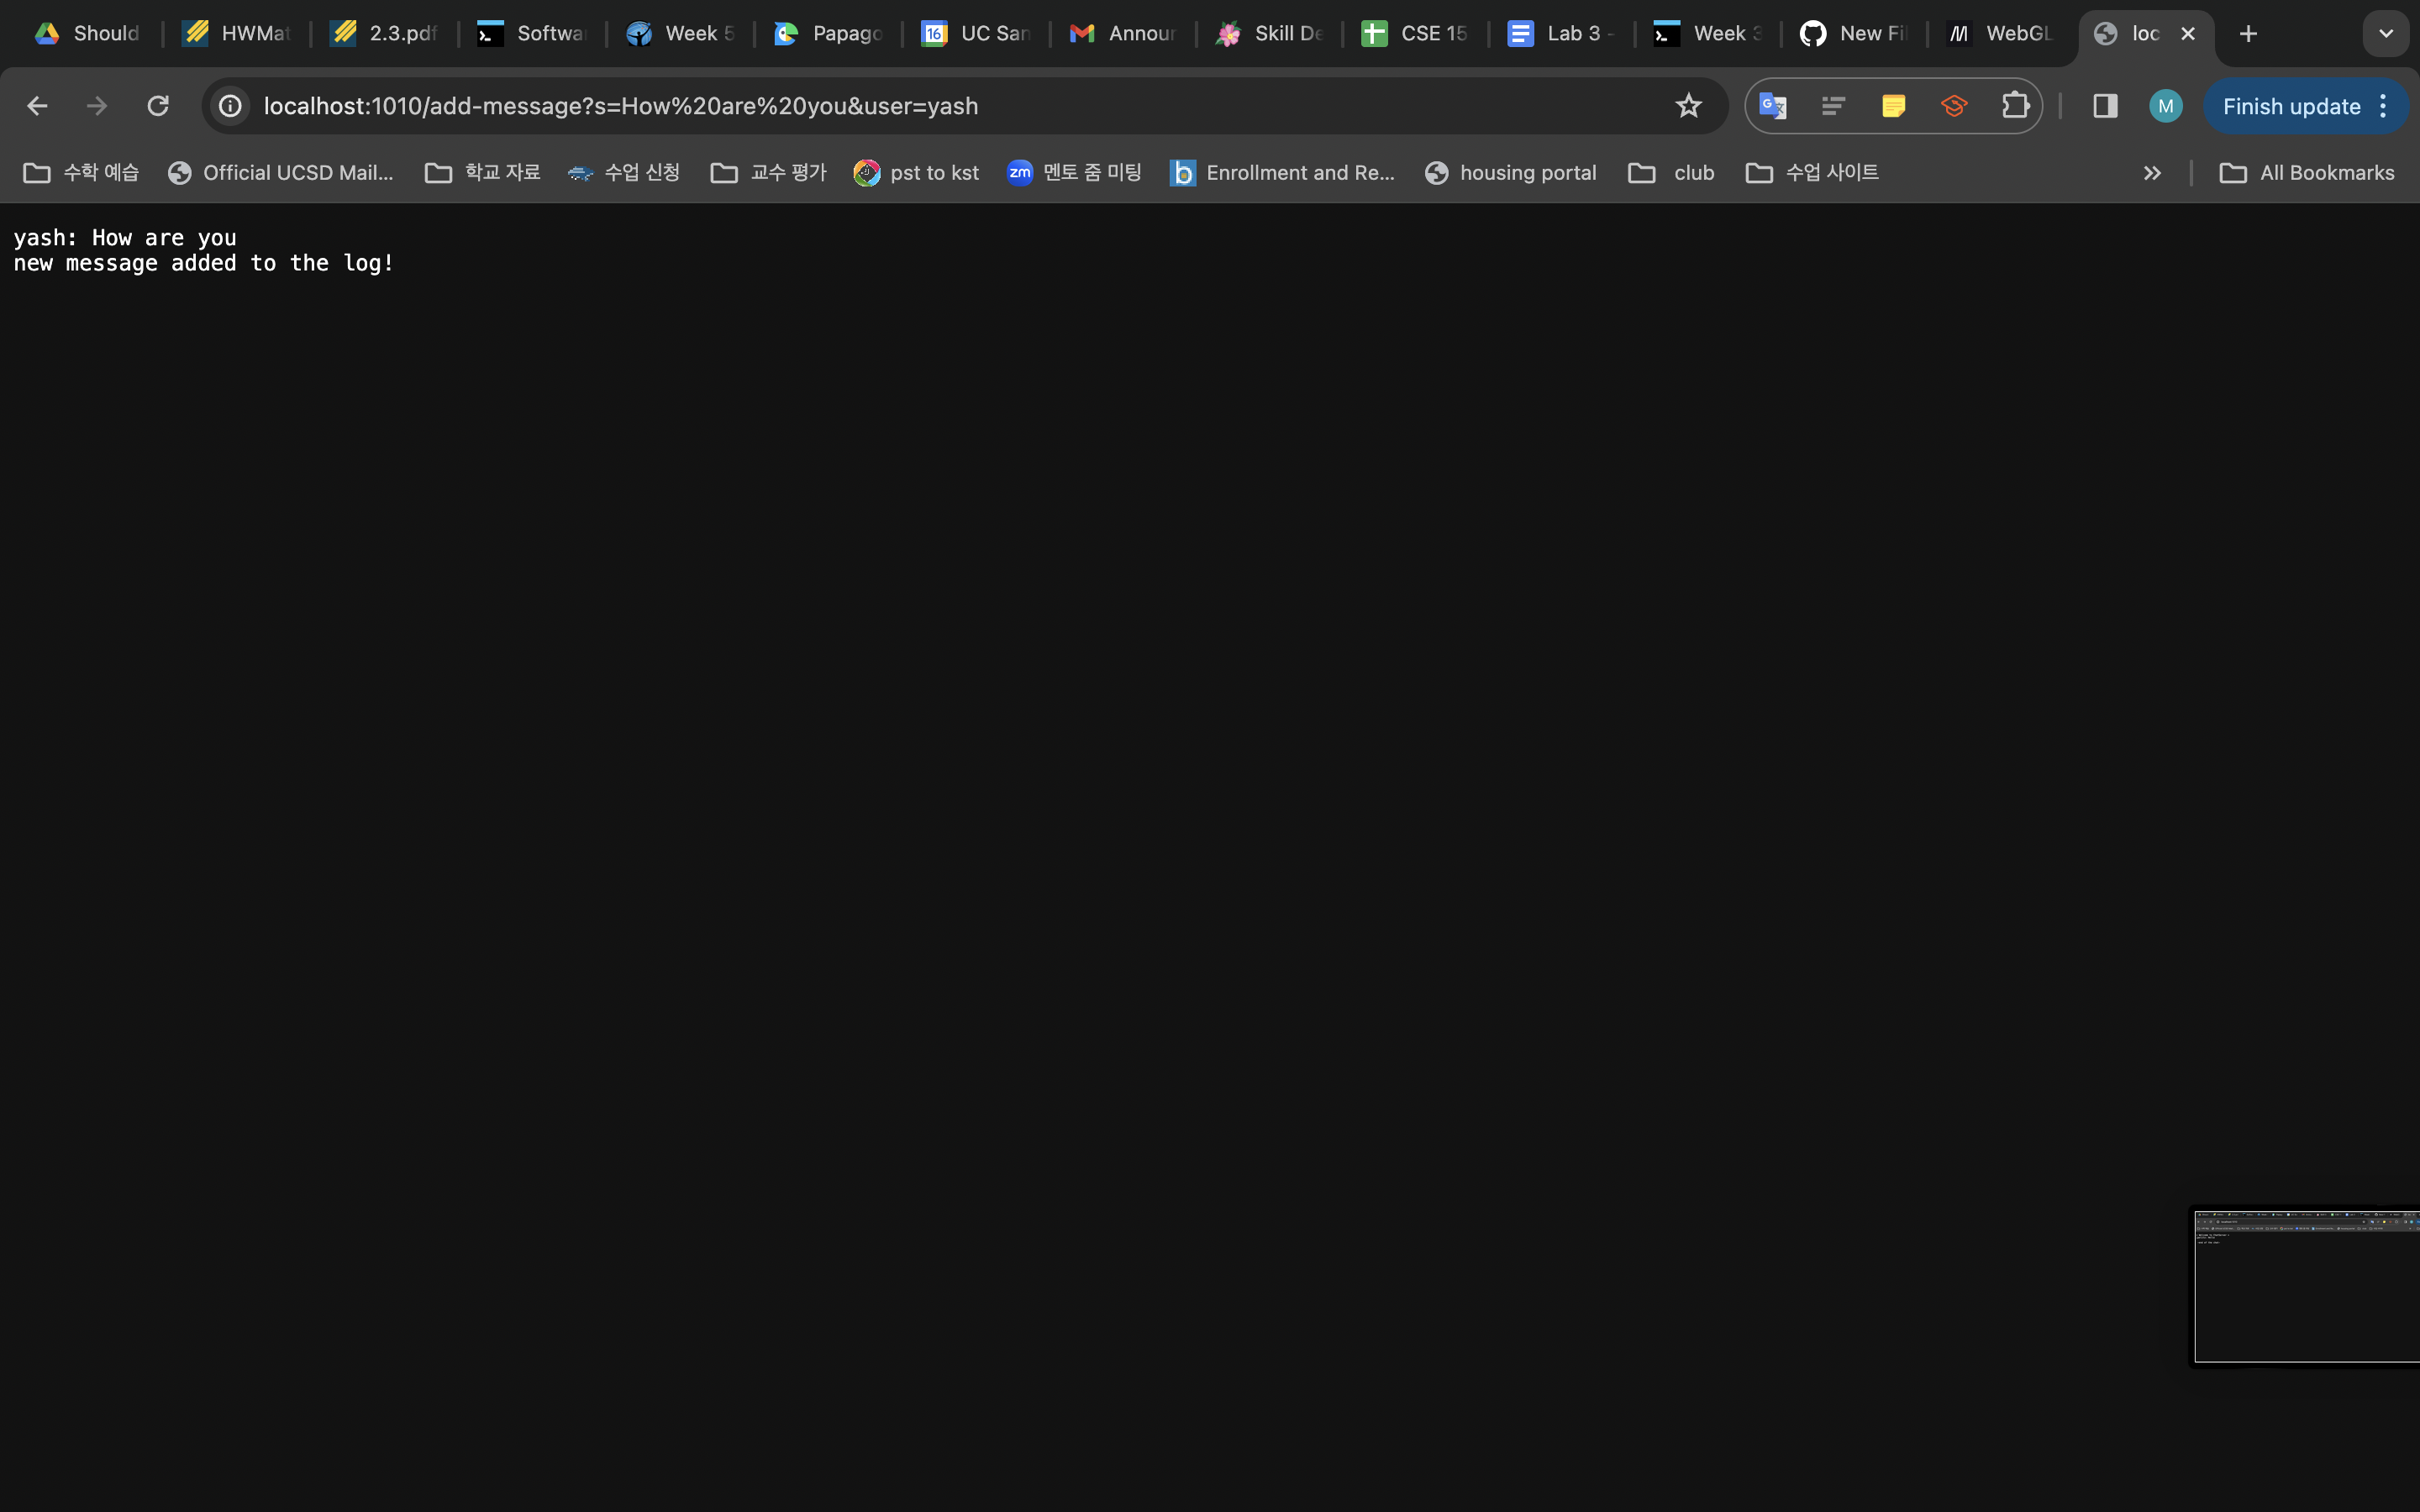 Should
HWMat
2.3.pdf
Softwa
Week 5
Papago
16
UC San
Announ
Skill De
CSE 15
Lab 3 -
Week 3
New Fi
WebGL
loc
localhost:1010/add-message?s=How%20are%20you&user=yash
M
Finish update
수학 예습
Official UCSD Mail...
학교 자료
수업 신청
교수 평가
pst to kst
zm
멘토 줌 미팅
b
Enrollment and Re...
housing portal
club
수업 사이트
All Bookmarks
yash: How are you
new message added to the log!